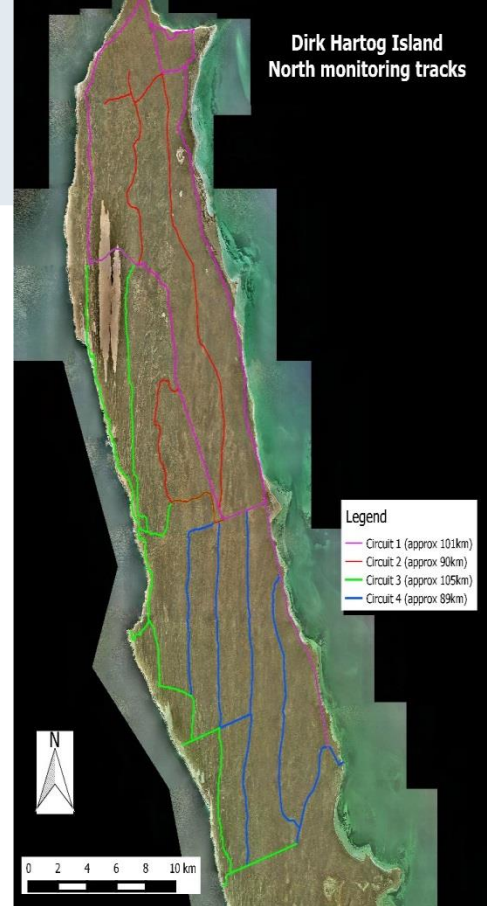 Dirk Hartog Island
North monitoring tracks
Legend
Circuit 1 (approx 101km)
Circuit 2 (approx 90km)
Circuit 3 (approx 105km)
Circuit 4 (approx 89km)
N
0 2 4 6 8 10 km